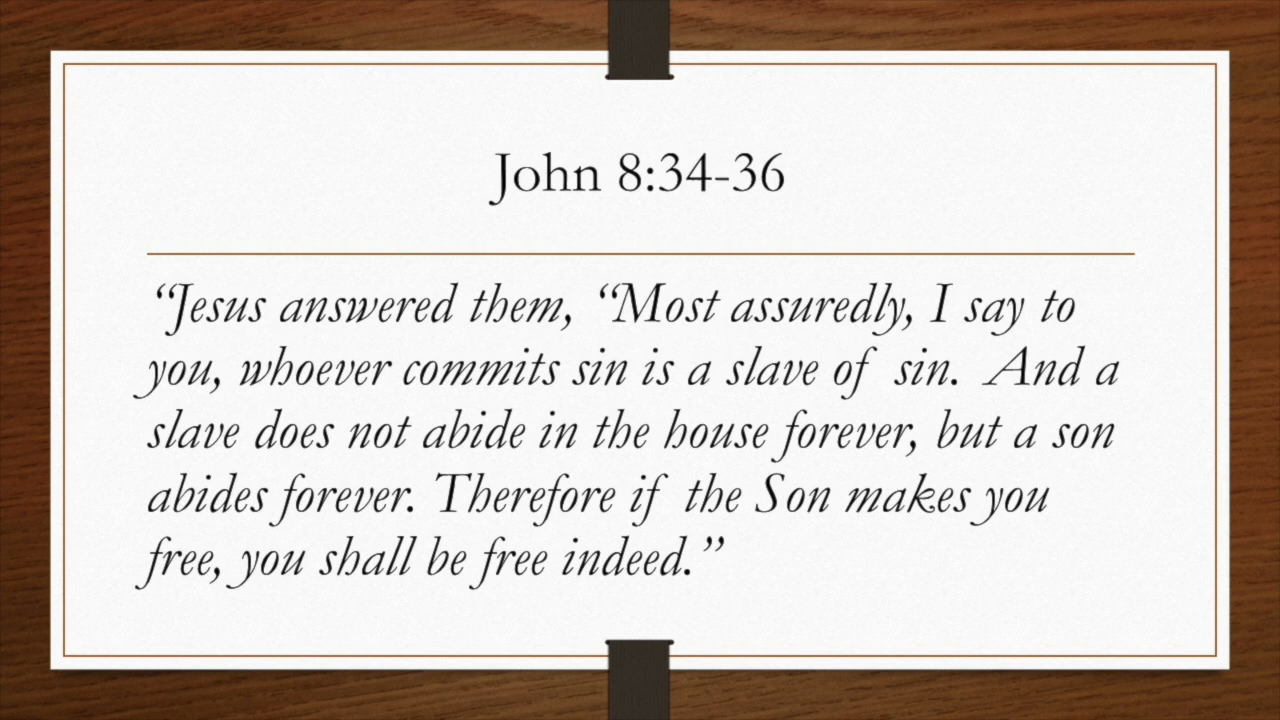 John 8:34-36
“Jesus answered them, “Most assuredly, I say to
you, whoever commits sin is a slave of sin. And a
slave does not abide in the house forever, but a son
abides forever. Therefore if the Son makes you
free, you shall be free indeed.”